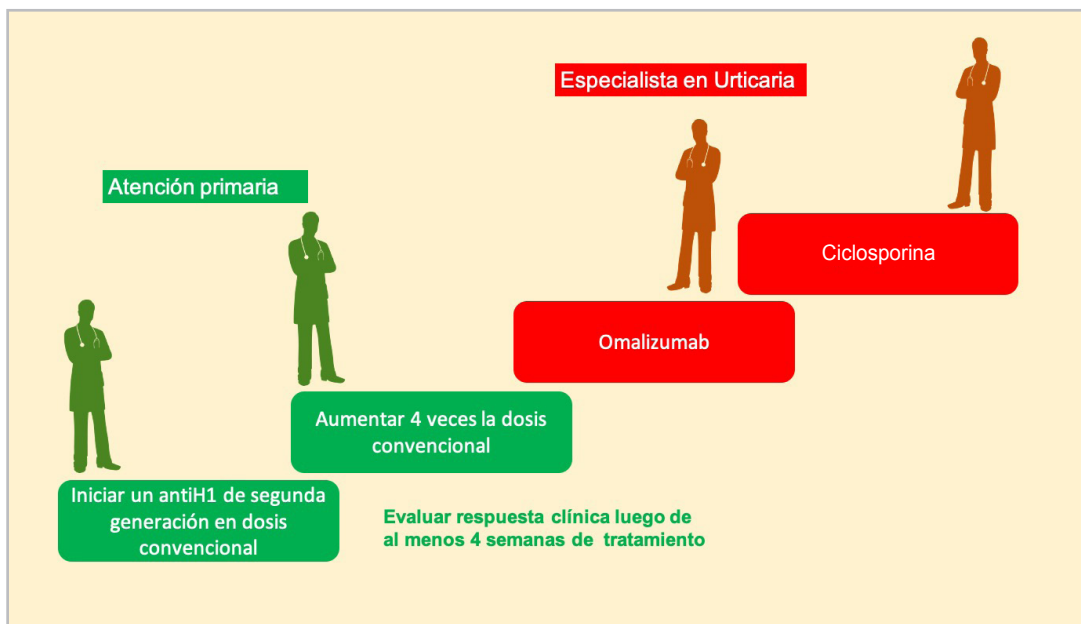 Especialista en Urticaria
Atención primaria
Ciclosporina
Omalizumab
Aumentar 4 veces la dosis
convencional
Iniciar un antiH1 de segunda
generación en dosis
convencional
Evaluar respuesta clínica luego de
al menos 4 semanas de tratamiento